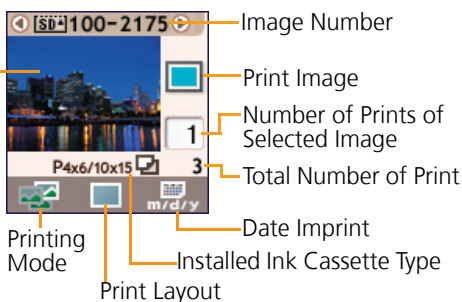 SD 100-2175
Image Number
Print Image
1
Number of Prints of
Selected Image
P4x6/10x15
3
Total Number of Print
m/d/y
Date Imprint
Printing
Mode
Installed Ink Cassette Type
Print Layout